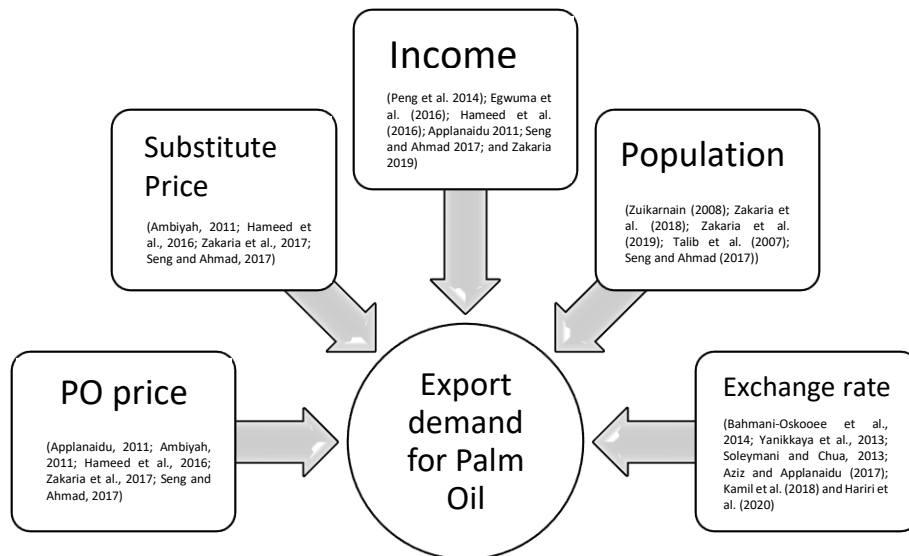 Income
(Peng et al. 2014); Egwuma et
al. (2016); Hameed et al.
(2016); Applanaidu 2011; Seng
and Ahmad 2017; and Zakaria
2019)
Substitute
Price
(Ambiyah, 2011; Hameed et
al., 2016; Zakaria et al., 2017;
Seng and Ahmad, 2017)
Population
(Zuikarnain (2008); Zakaria et
al. (2018); Zakaria et al.
(2019); Talib et al. (2007);
Seng and Ahmad (2017))
PO price
(Applanaidu, 2011; Ambiyah,
2011; Hameed et al., 2016;
Zakaria et al., 2017; Seng and
Ahmad, 2017)
Export
demand
for Palm
Oil
Exchange rate
(Bahmani-Oskooee et al.,
2014; Yanikkaya et al., 2013;
Soleymani and Chua, 2013;
Aziz and Applanaidu (2017);
Kamil et al. (2018) and Hariri
et al. (2020)